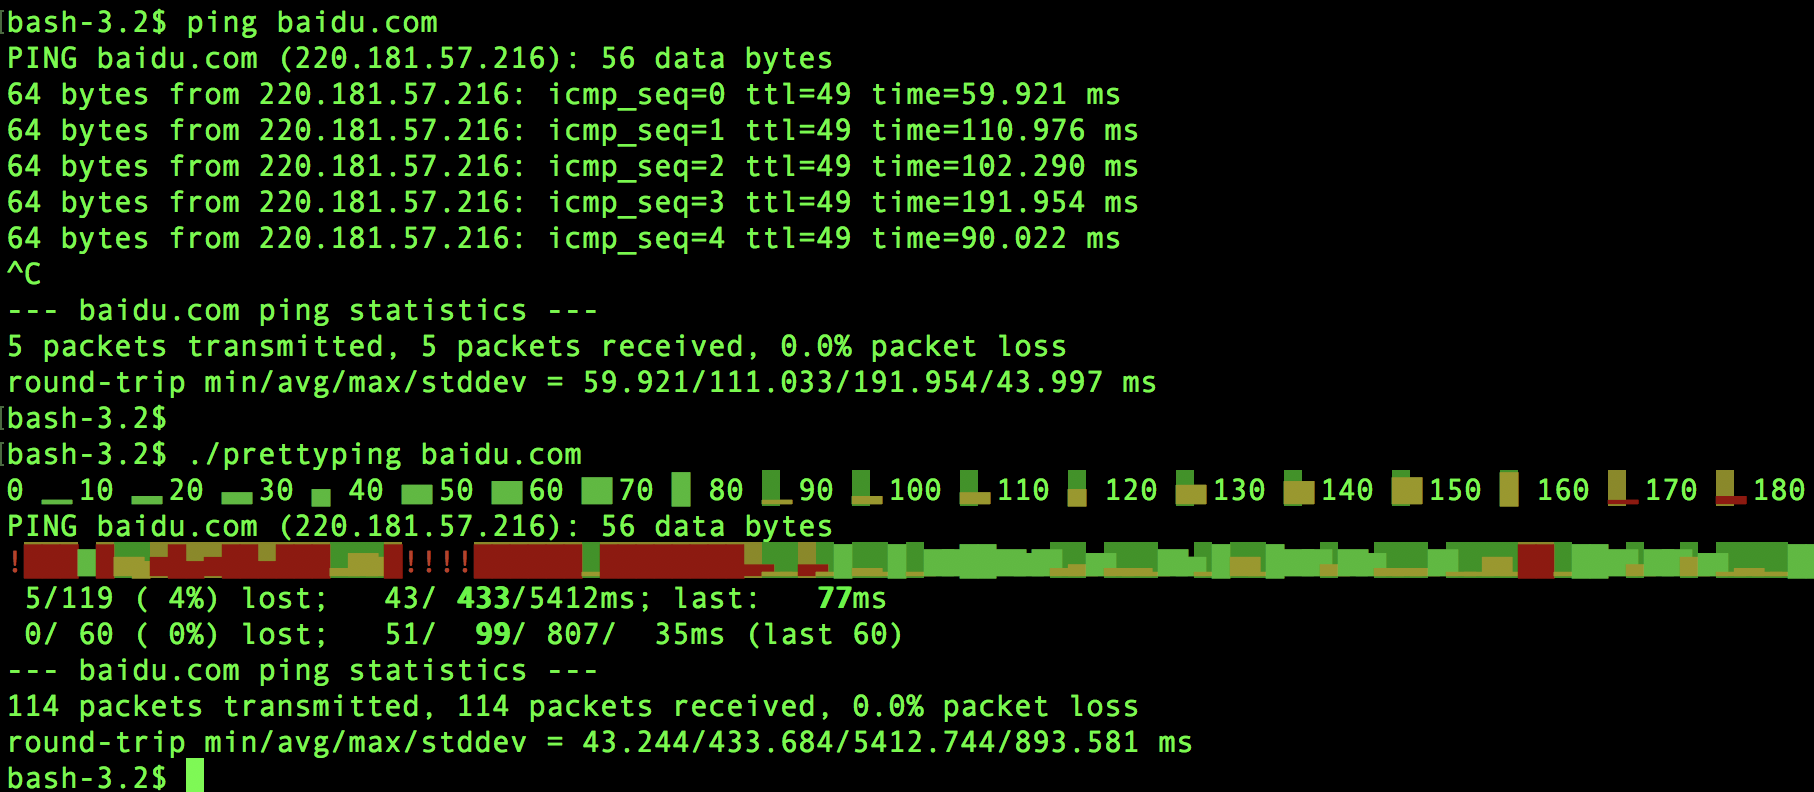 bash-3.2$ ping baidu.com
PING baidu.com (220.181.57.216): 56 data bytes
64 bytes from 220.181.57.216: icmp_seq=0 ttl=49 time=59.921 ms
64 bytes from 220.181.57.216: icmp_seq=1 ttl=49 time=110.976 ms
64 bytes from 220.181.57.216: icmp_seq=2 ttl=49 time=102.290 ms
64 bytes from 220.181.57.216: icmp_seq=3 ttl=49 time=191.954 ms
64 bytes from 220.181.57.216: icmp_seq=4 ttl=49 time=90.022 ms
^C
--- baidu.com ping statistics ---
5 packets transmitted, 5 packets received, 0.0% packet loss
round-trip min/avg/max/stddev = 59.921/111.033/191.954/43.997 ms
bash-3.2$
bash-3.2$ ./prettyping baidu.com
0 10 20 30 40 50 60 70 80 90 100 110 120 130 140 150 160 170 180
PING baidu.com (220.181.57.216): 56 data bytes
! !!!!
5/119 ( 4%) lost; 43/ 433/5412ms; last: 77ms
0/ 60 ( 0%) lost; 51/ 99/ 807/ 35ms (last 60)
--- baidu.com ping statistics ---
114 packets transmitted, 114 packets received, 0.0% packet loss
round-trip min/avg/max/stddev = 43.244/433.684/5412.744/893.581 ms
bash-3.2$